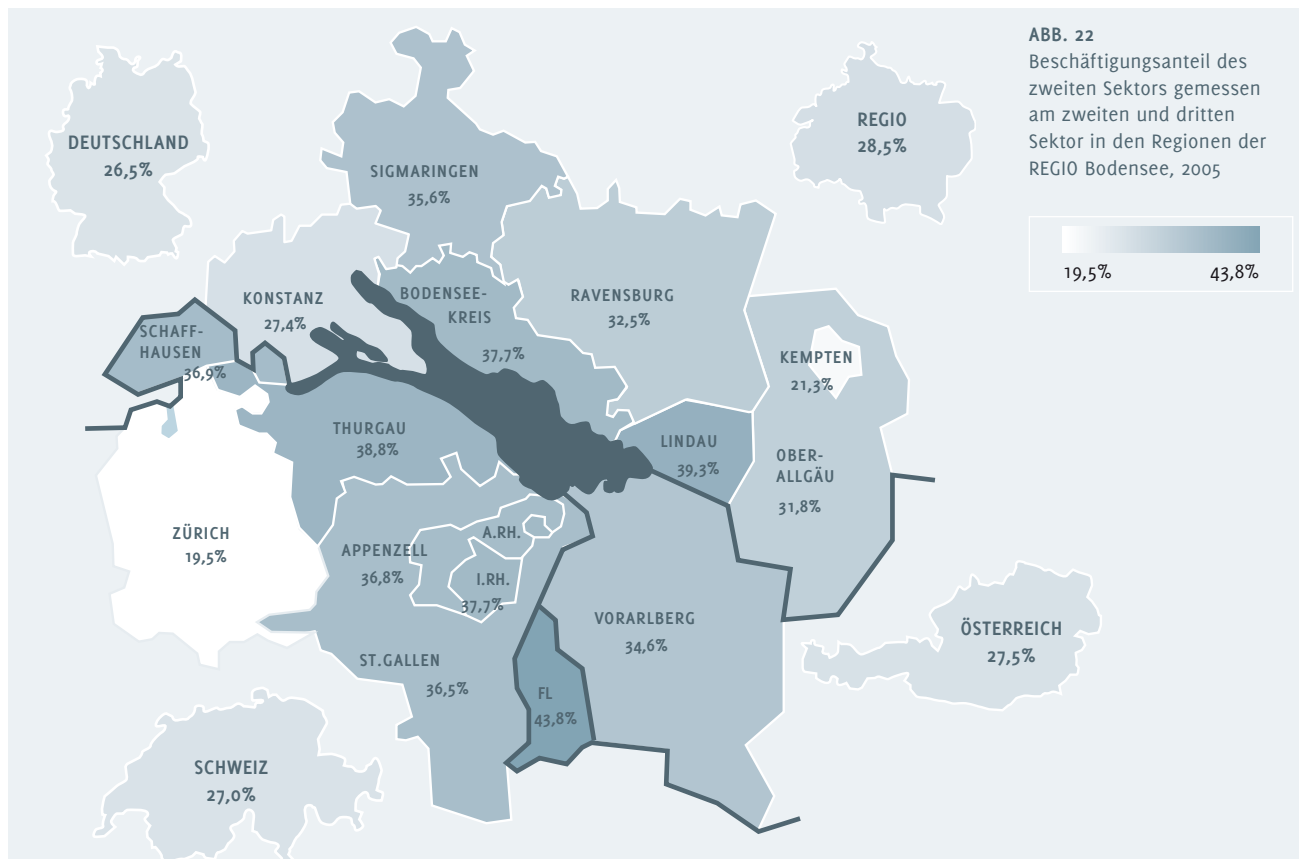 ABB. 22
Beschäftigungsanteil des
zweiten Sektors gemessen
am zweiten und dritten
Sektor in den Regionen der
REGIO Bodensee, 2005
19,5%
43,8%
DEUTSCHLAND
26,5%
REGIO
28,5%
SIGMARINGEN
35,6%
KONSTANZ
27,4%
BODENSEE-
KREIS
37,7%
RAVENSBURG
32,5%
SCHAFF-
HAUSEN
36,9%
KEMPTEN
21,3%
THURGAU
38,8%
LINDAU
39,3%
OBER-
ALLGÄU
31,8%
ZÜRICH
19,5%
APPENZELL
36,8%
A.RH.
I.RH.
37,7%
VORARLBERG
34,6%
ST.GALLEN
36,5%
FL
43,8%
ÖSTERREICH
27,5%
SCHWEIZ
27,0%